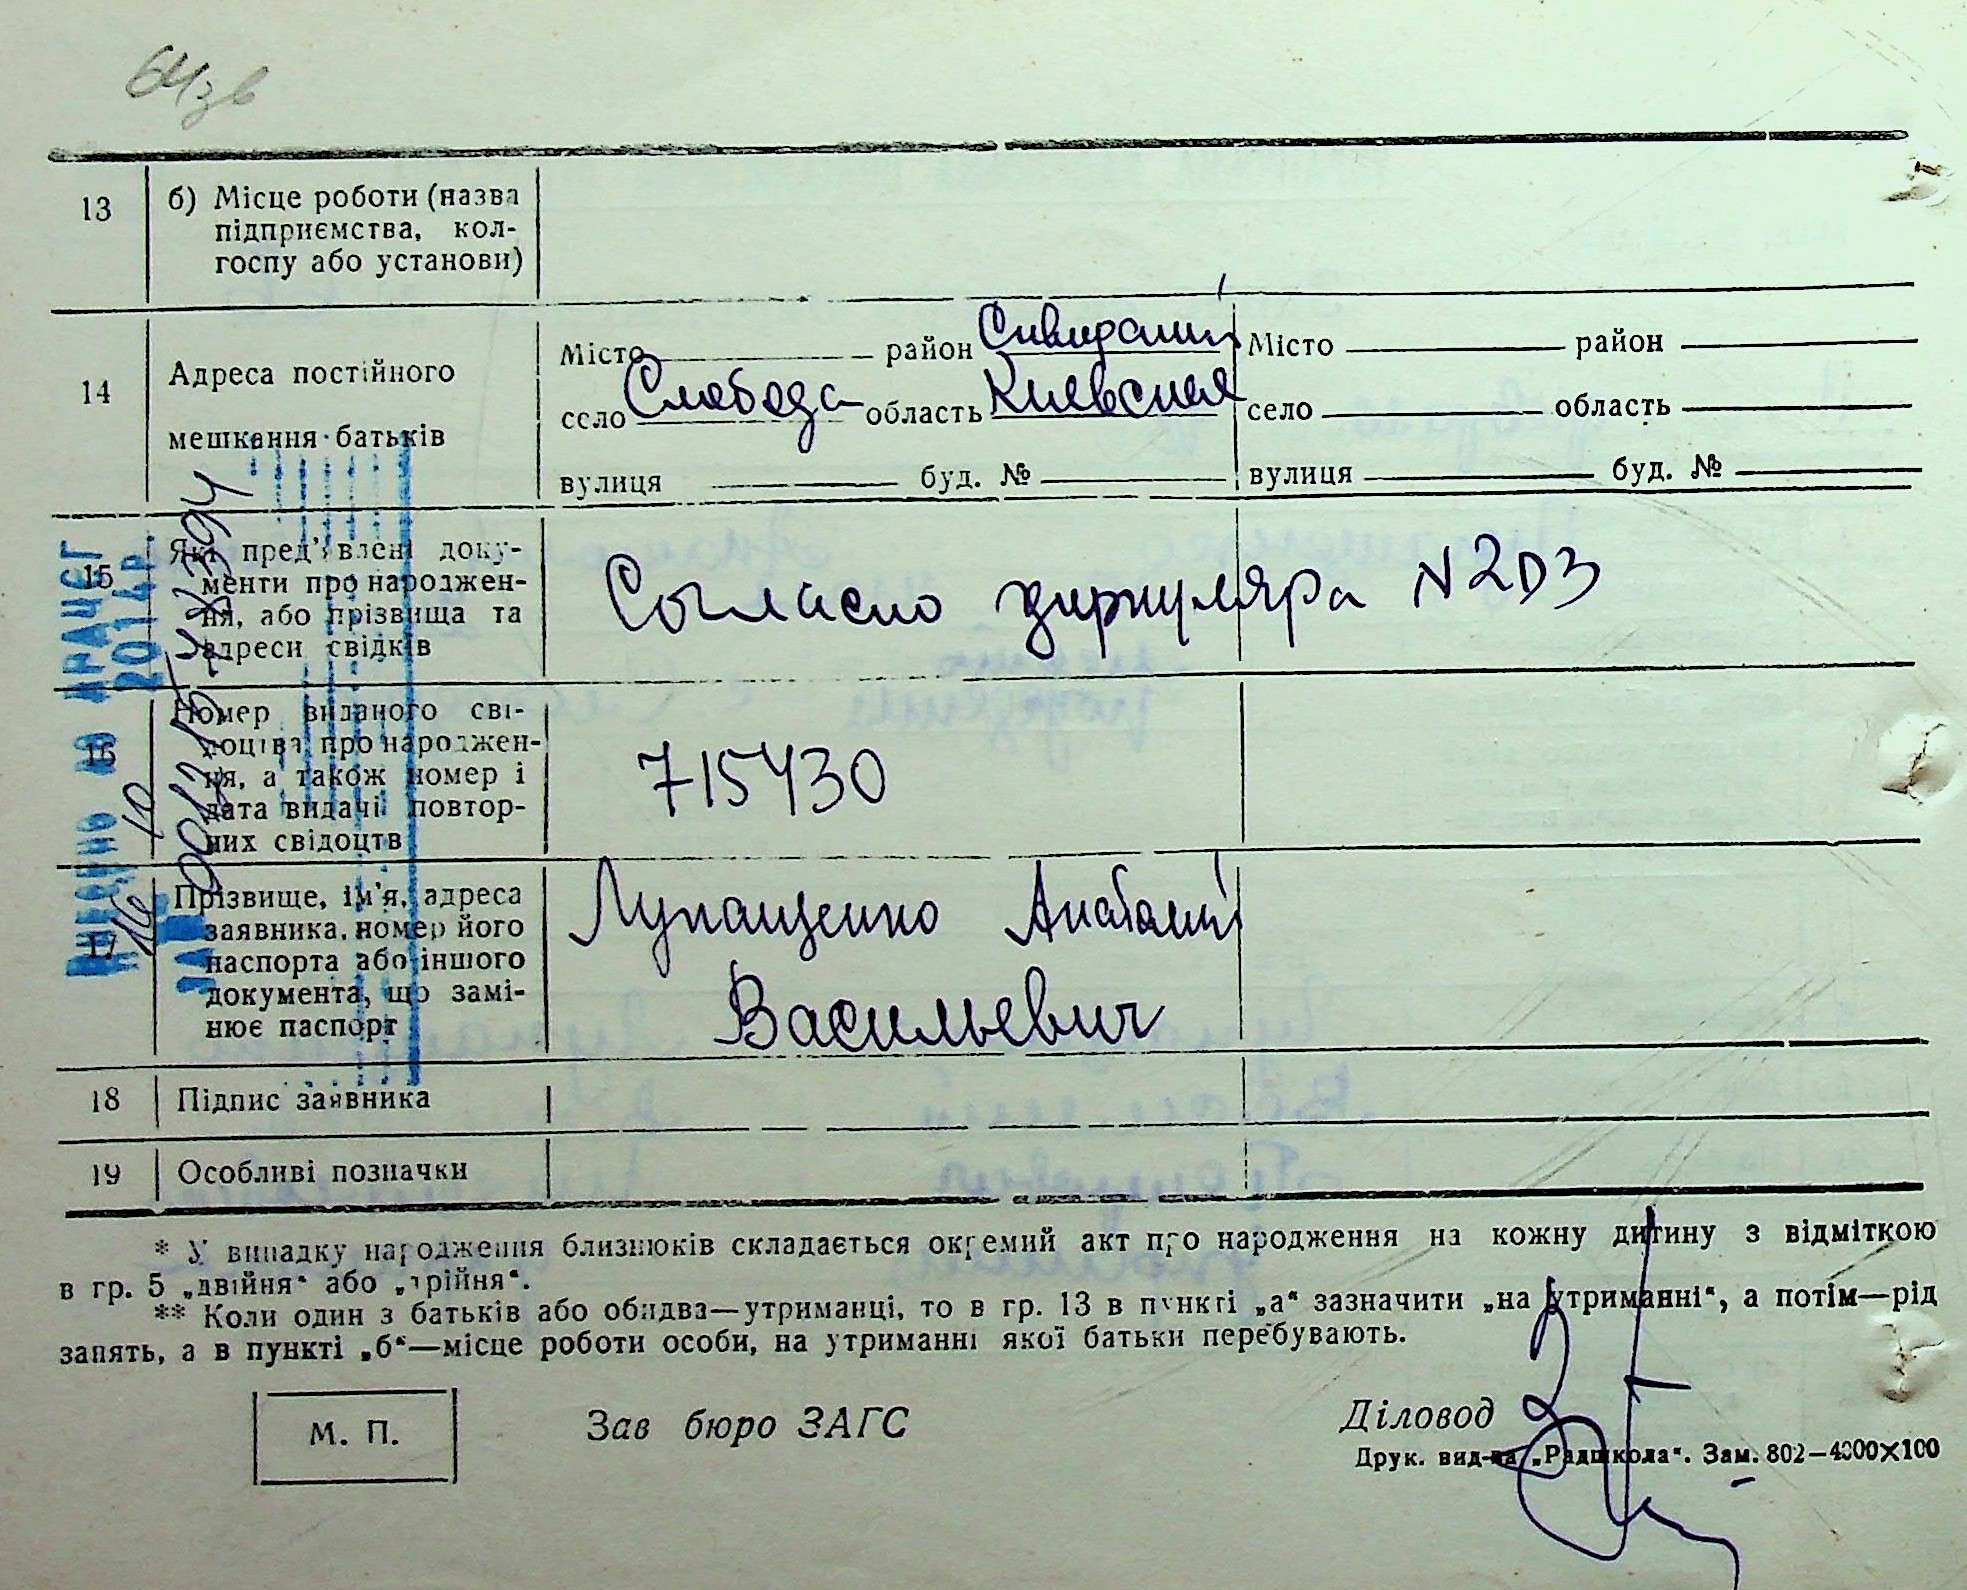 64зв
13 б) Місце роботи (назва
підприємства, кол-
госпу або установи)
14 Адреса постійного
мешкання батьків
Місто район Місто район
село Слобода область Киевская село область
вулиця буд. № вулиця буд. №
15 Які пред'явлені доку-
менти про народжен-
ня, або прізвища та
адреси свідків
Согласно циркуляра N 203
16 Номер виданого сві-
доцтва про народжен-
ня, а також номер і
дата видачі повтор-
них свідоцтв
715430
17 Прізвище, ім'я, адреса
заявника, номер його
паспорта або іншого
документа, що замі-
нює паспорт
Лупащенко Анатолий
Васильевич
18 Підпис заявника
19 Особливі позначки
ВНЕСЕНО ДО ДРАЦСГ
2014р.
ЗА №
* У випадку народження близнюків складається окремий акт про народження на кожну дитину з відміткою
в гр. 5 „двійня“ або „трійня“.
** Коли один з батьків або обидва—утриманці, то в гр. 13 в пункті „а“ зазначити „на утриманні“, а потім—рід
занять, а в пункті „б“—місце роботи особи, на утриманні якої батьки перебувають.
М. П. Зав бюро ЗАГС Діловод
Друк. вид-ва „Радшкола“. Зам. 802—4000×100